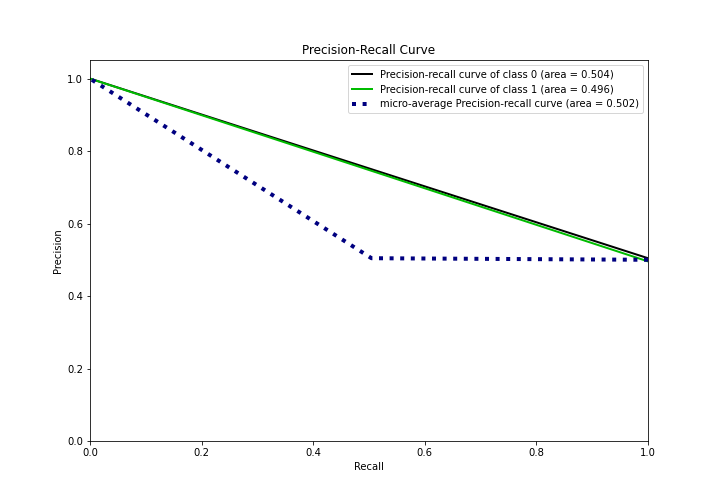 Precision-Recall Curve
Precision-recall curve of class 0 (area = 0.504)
Precision-recall curve of class 1 (area = 0.496)
micro-average Precision-recall curve (area = 0.502)
1.0
0.8
0.6
0.4
0.2
0.0
Precision
0.0 0.2 0.4 0.6 0.8 1.0
Recall